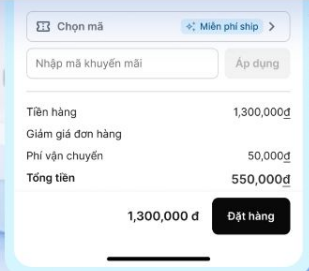 Chọn mã Miễn phí ship
Nhập mã khuyến mãi Áp dụng
Tiền hàng 1,300,000đ
Giảm giá đơn hàng
Phí vận chuyển 50,000đ
Tổng tiền 550,000đ
1,300,000 đ Đặt hàng